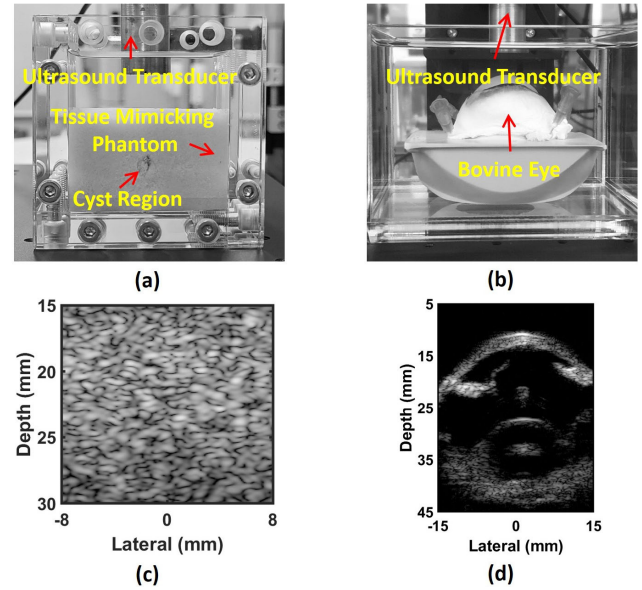 Ultrasound Transducer
Tissue Mimicking
Phantom
Cyst Region
(a)
Ultrasound Transducer
Bovine Eye
(b)
15
20
25
30
Depth (mm)
-8
0
8
Lateral (mm)
(c)
5
15
25
35
45
Depth (mm)
-15
0
15
Lateral (mm)
(d)